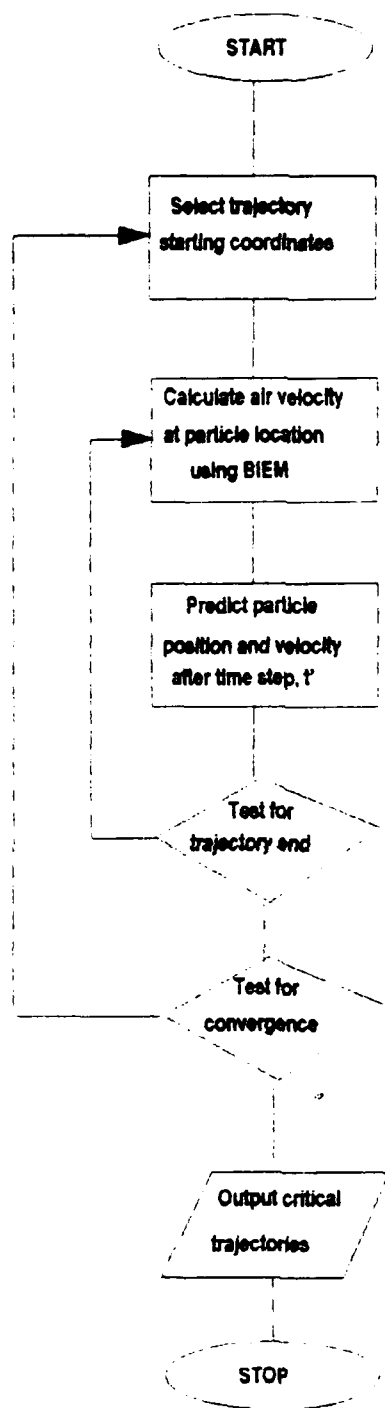 START
Select trajectory
starting coordinates
Calculate air velocity
at particle location
using BIEM
Predict particle
position and velocity
after time step, t'
Test for
trajectory end
Test for
convergence
Output critical
trajectories
STOP